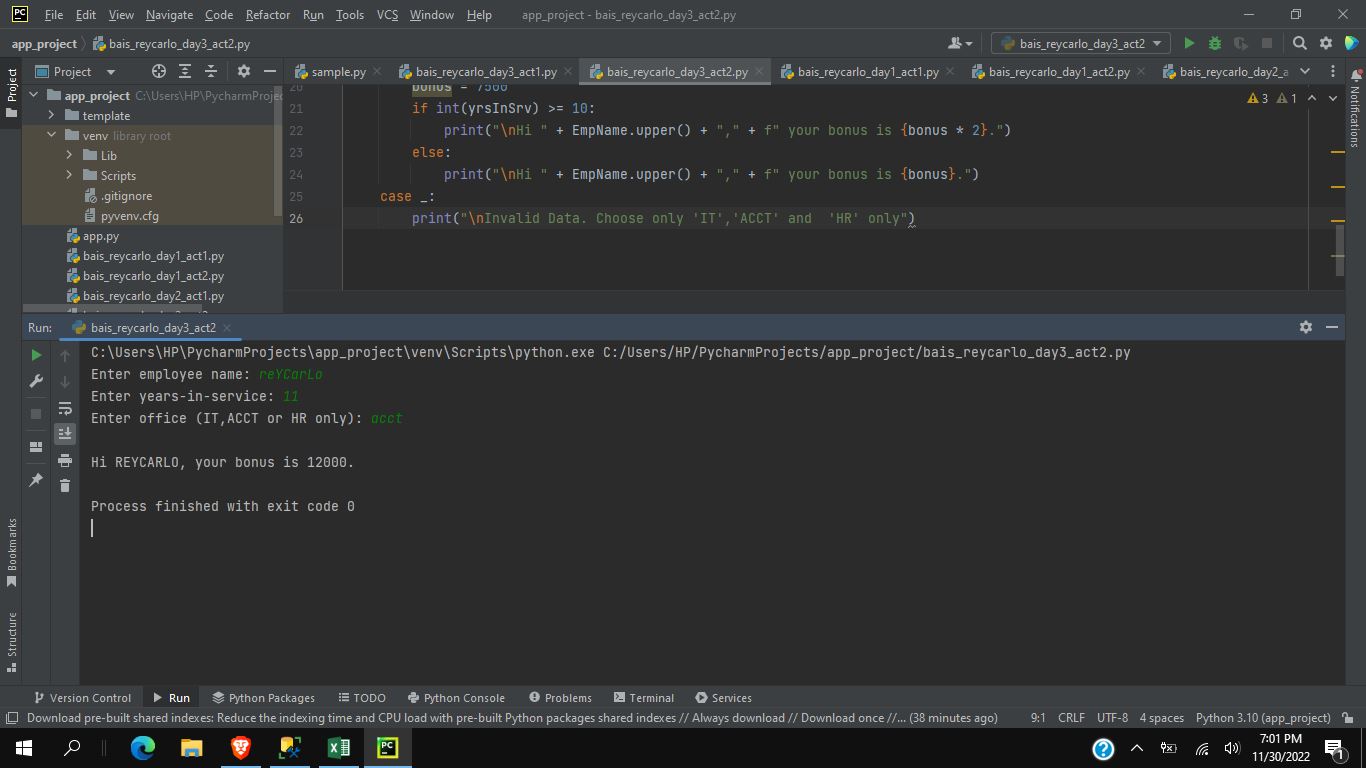 PC File Edit View Navigate Code Refactor Run Tools VCS Window Help app_project - bais_reycarlo_day3_act2.py
app_project bais_reycarlo_day3_act2.py bais_reycarlo_day3_act2
Project Project sample.py bais_reycarlo_day3_act1.py bais_reycarlo_day3_act2.py bais_reycarlo_day1_act1.py bais_reycarlo_day1_act2.py bais_reycarlo_day2_a
app_project C:\Users\HP\PycharmProjec
template
venv library root
Lib
Scripts
.gitignore
pyvenv.cfg
app.py
bais_reycarlo_day1_act1.py
bais_reycarlo_day1_act2.py
bais_reycarlo_day2_act1.py
20 bonus = 7500
21 if int(yrsInSrv) >= 10:
22 print("\nHi " + EmpName.upper() + "," + f" your bonus is {bonus * 2}.")
23 else:
24 print("\nHi " + EmpName.upper() + "," + f" your bonus is {bonus}.")
25 case _:
26 print("\nInvalid Data. Choose only 'IT','ACCT' and  'HR' only")
3 1
Notifications
Run: bais_reycarlo_day3_act2
C:\Users\HP\PycharmProjects\app_project\venv\Scripts\python.exe C:/Users/HP/PycharmProjects/app_project/bais_reycarlo_day3_act2.py
Enter employee name: reYCarLo
Enter years-in-service: 11
Enter office (IT,ACCT or HR only): acct
Hi REYCARLO, your bonus is 12000.
Process finished with exit code 0
Bookmarks
Structure
Version Control Run Python Packages TODO Python Console Problems Terminal Services
Download pre-built shared indexes: Reduce the indexing time and CPU load with pre-built Python packages shared indexes // Always download // Download once //... (38 minutes ago) 9:1 CRLF UTF-8 4 spaces Python 3.10 (app_project)
PC 7:01 PM
11/30/2022 1